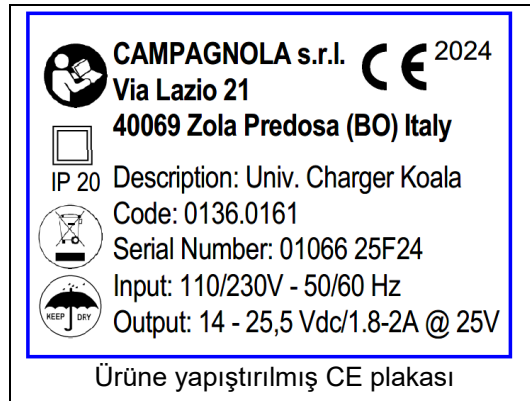 CAMPAGNOLA s.r.l. CE 2024
Via Lazio 21
40069 Zola Predosa (BO) Italy
IP 20
Description: Univ. Charger Koala
Code: 0136.0161
Serial Number: 01066 25F24
Input: 110/230V - 50/60 Hz
KEEP DRY
Output: 14 - 25,5 Vdc/1.8-2A @ 25V
Ürüne yapıştırılmış CE plakası